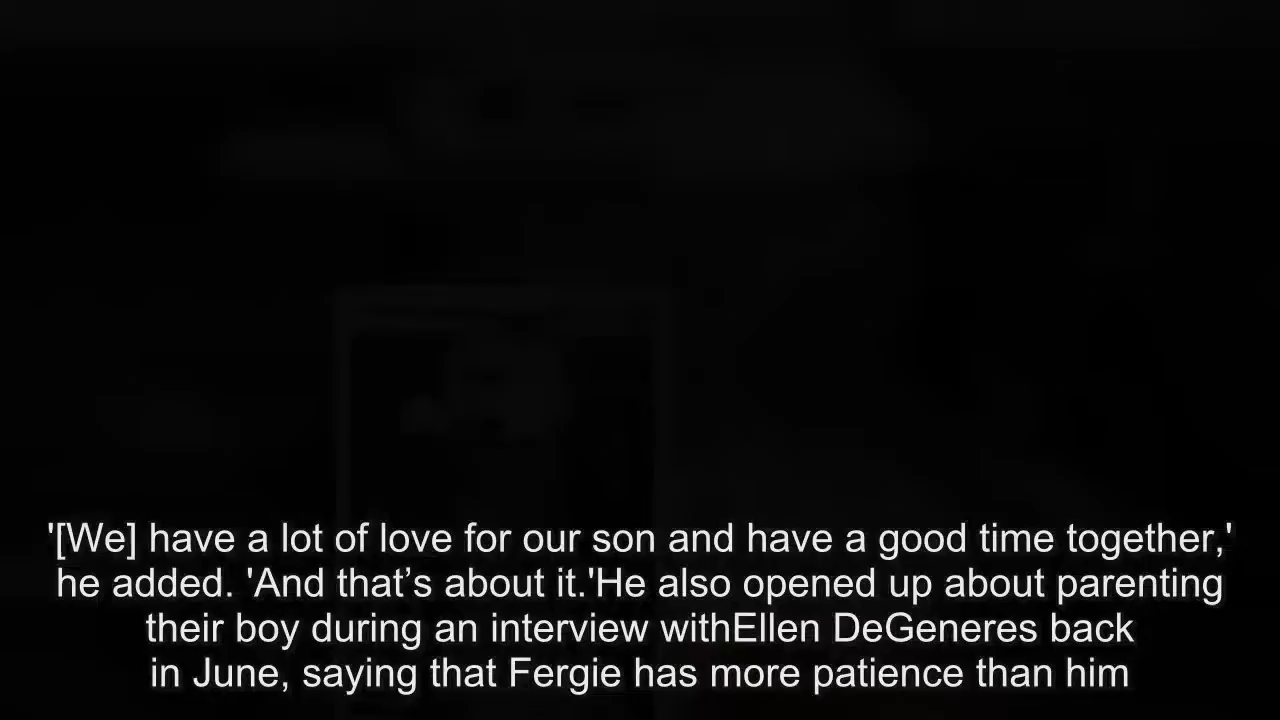 '[We] have a lot of love for our son and have a good time together,'
he added. 'And that’s about it.'He also opened up about parenting
their boy during an interview withEllen DeGeneres back
in June, saying that Fergie has more patience than him